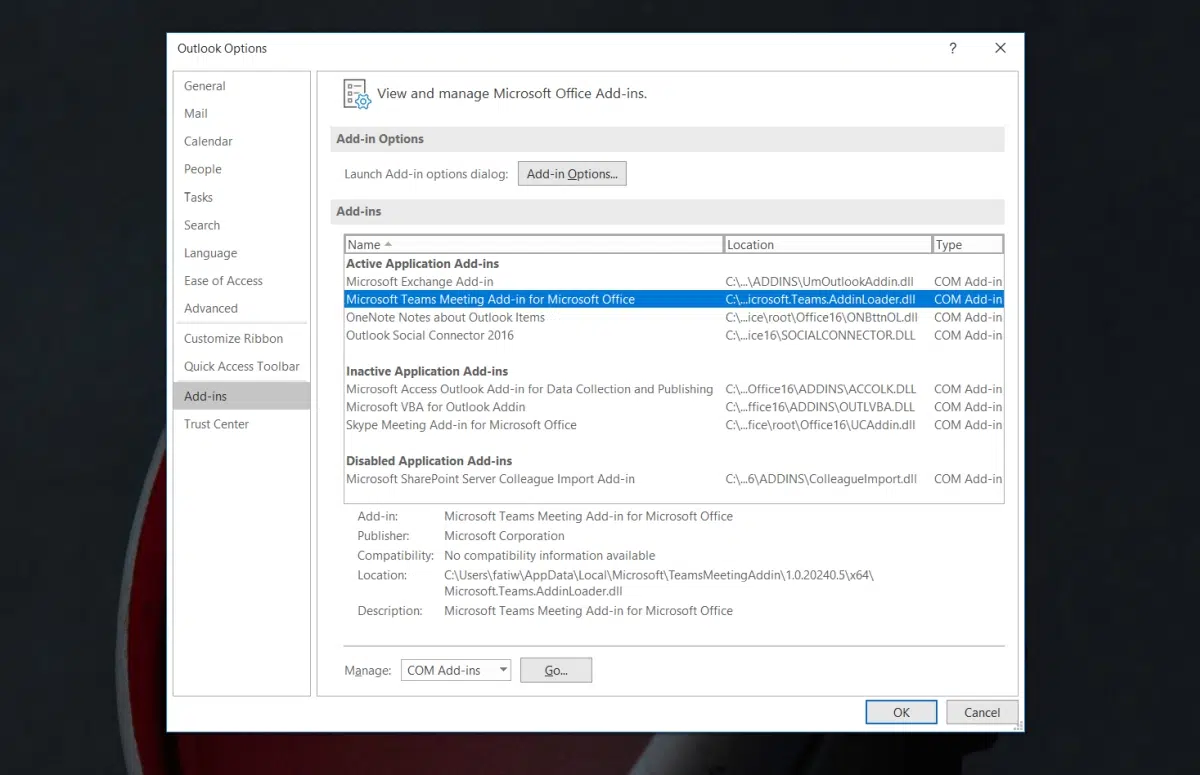 Outlook Options
?
General
Mail
Calendar
People
Tasks
Search
Language
Ease of Access
Advanced
Customize Ribbon
Quick Access Toolbar
Add-ins
Trust Center
View and manage Microsoft Office Add-ins.
Add-in Options
Launch Add-in options dialog: Add-in Options...
Add-ins
Name Location Type
Active Application Add-ins
Microsoft Exchange Add-in C:\...\ADDINS\UmOutlookAddin.dll COM Add-in
Microsoft Teams Meeting Add-in for Microsoft Office C:\...icrosoft.Teams.AddinLoader.dll COM Add-in
OneNote Notes about Outlook Items C:\...ice\root\Office16\ONBttnOL.dll COM Add-in
Outlook Social Connector 2016 C:\...ice16\SOCIALCONNECTOR.DLL COM Add-in
Inactive Application Add-ins
Microsoft Access Outlook Add-in for Data Collection and Publishing C:\...Office16\ADDINS\ACCOLK.DLL COM Add-in
Microsoft VBA for Outlook Addin C:\...ffice16\ADDINS\OUTLVBA.DLL COM Add-in
Skype Meeting Add-in for Microsoft Office C:\...fice\root\Office16\UCAddin.dll COM Add-in
Disabled Application Add-ins
Microsoft SharePoint Server Colleague Import Add-in C:\...6\ADDINS\ColleagueImport.dll COM Add-in
Add-in: Microsoft Teams Meeting Add-in for Microsoft Office
Publisher: Microsoft Corporation
Compatibility: No compatibility information available
Location: C:\Users\fatiw\AppData\Local\Microsoft\TeamsMeetingAddin\1.0.20240.5\x64\
Microsoft.Teams.AddinLoader.dll
Description: Microsoft Teams Meeting Add-in for Microsoft Office
Manage: COM Add-ins Go...
OK Cancel